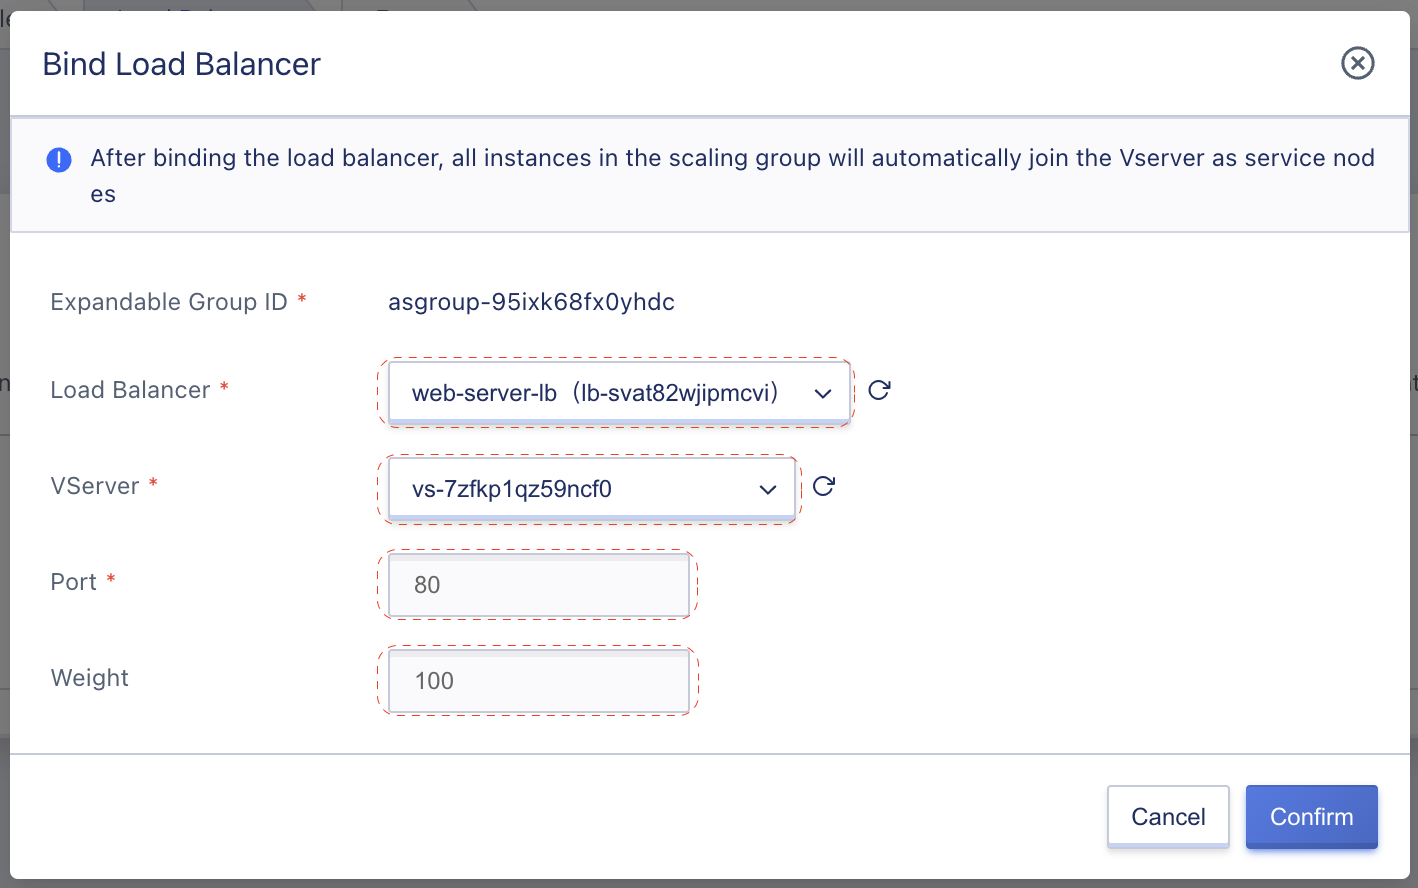 Bind Load Balancer
After binding the load balancer, all instances in the scaling group will automatically join the Vserver as service nod
es
Expandable Group ID *
asgroup-95ixk68fx0yhdc
Load Balancer *
web-server-lb（lb-svat82wjipmcvi）
VServer *
vs-7zfkp1qz59ncf0
Port *
80
Weight
100
Cancel
Confirm